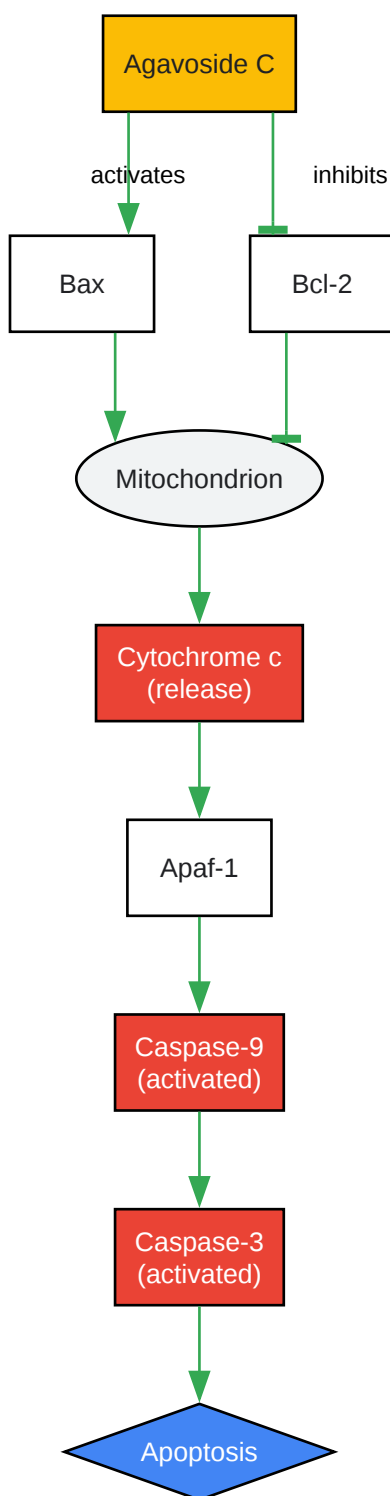 Agavoside C
activates
inhibits
Bax
Bcl-2
Mitochondrion
Cytochrome c
(release)
Apaf-1
Caspase-9
(activated)
Caspase-3
(activated)
Apoptosis